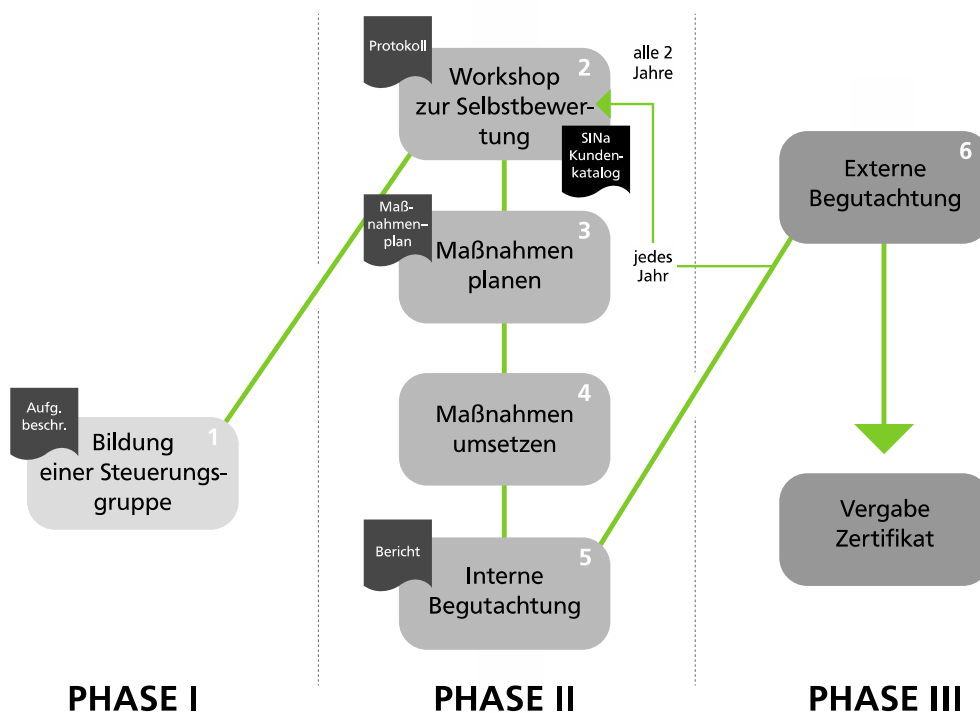 Aufg.
beschr.
1
Bildung
einer Steuerungs-
gruppe
PHASE I
Protokoll
2
Workshop
zur Selbstbewer-
tung
SINa
Kunden-
katalog
alle 2
Jahre
jedes
Jahr
Maß-
nahmen–
plan
3
Maßnahmen
planen
4
Maßnahmen
umsetzen
Bericht
5
Interne
Begutachtung
PHASE II
6
Externe
Begutachtung
Vergabe
Zertifikat
PHASE III